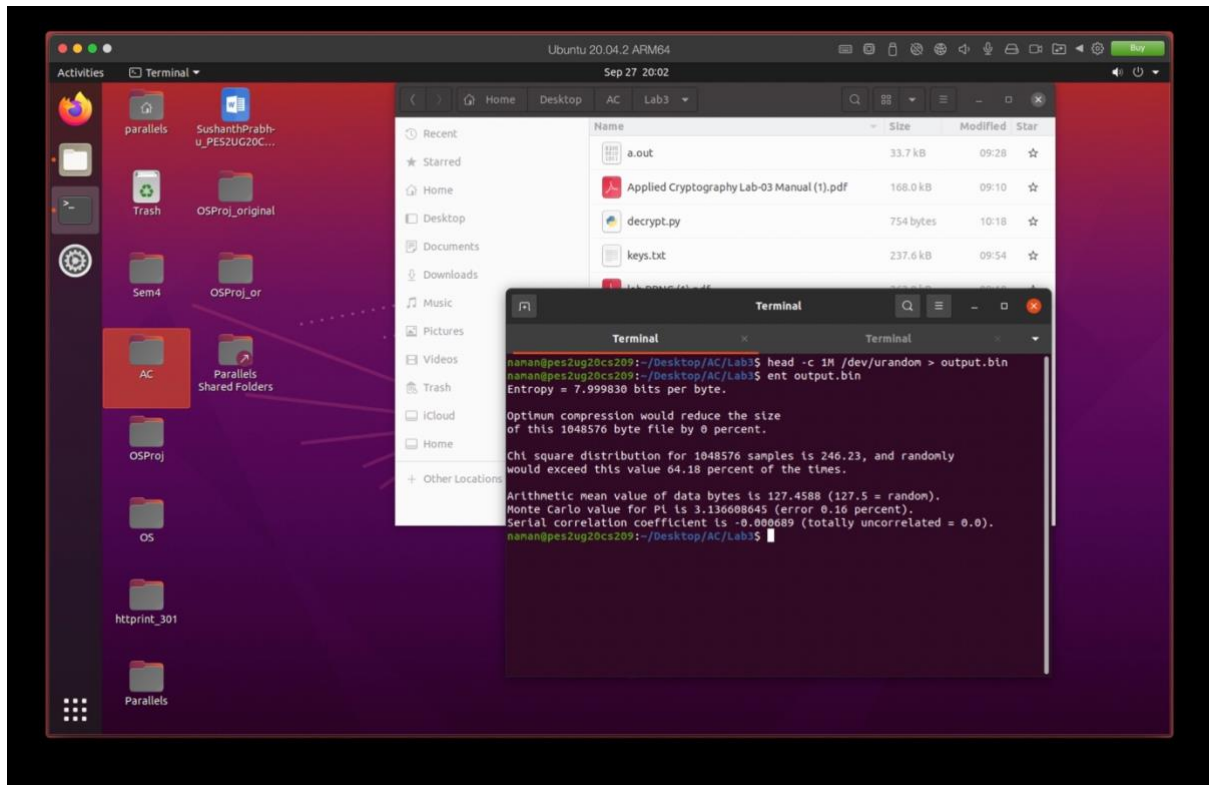 Ubuntu 20.04.2 ARM64
Buy
Activities
Terminal
Sep 27 20:02
parallels
SushanthPrabh-
u_PES2UG20C...
Trash
OSProj_original
Sem4
OSProj_or
AC
Parallels
Shared Folders
OSProj
OS
httprint_301
Parallels
Home Desktop AC Lab3
Recent
Starred
Home
Desktop
Documents
Downloads
Music
Pictures
Videos
Trash
iCloud
Home
+ Other Locations
Name Size Modified Star
a.out 33.7 kB 09:28
Applied Cryptography Lab-03 Manual (1).pdf 168.0 kB 09:10
decrypt.py 754 bytes 10:18
keys.txt 237.6 kB 09:54
Terminal
Terminal Terminal
naman@pes2ug20cs209:~/Desktop/AC/Lab3$ head -c 1M /dev/urandom > output.bin
naman@pes2ug20cs209:~/Desktop/AC/Lab3$ ent output.bin
Entropy = 7.999830 bits per byte.
Optimum compression would reduce the size
of this 1048576 byte file by 0 percent.
Chi square distribution for 1048576 samples is 246.23, and randomly
would exceed this value 64.18 percent of the times.
Arithmetic mean value of data bytes is 127.4588 (127.5 = random).
Monte Carlo value for Pi is 3.136608645 (error 0.16 percent).
Serial correlation coefficient is -0.000689 (totally uncorrelated = 0.0).
naman@pes2ug20cs209:~/Desktop/AC/Lab3$